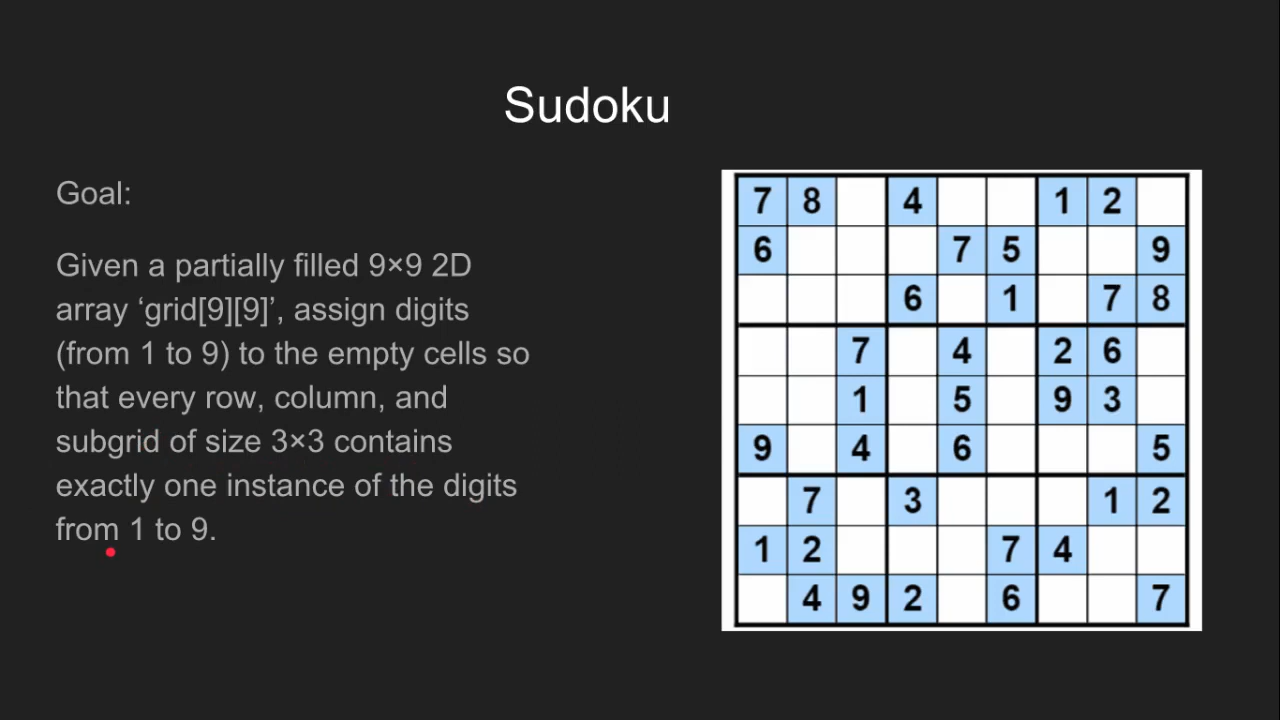 Sudoku
Goal:
Given a partially filled 9×9 2D
array ‘grid[9][9]’, assign digits
(from 1 to 9) to the empty cells so
that every row, column, and
subgrid of size 3×3 contains
exactly one instance of the digits
from 1 to 9.
7 8 4 1 2
6 7 5 9
6 1 7 8
7 4 2 6
1 5 9 3
9 4 6 5
7 3 1 2
1 2 7 4
4 9 2 6 7